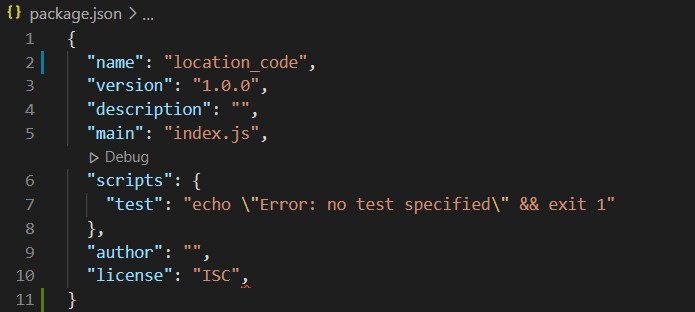 package.json > ...
1 {
2 "name": "location_code",
3 "version": "1.0.0",
4 "description": "",
5 "main": "index.js",
Debug
6 "scripts": {
7 "test": "echo \"Error: no test specified\" && exit 1"
8 },
9 "author": "",
10 "license": "ISC",
11 }